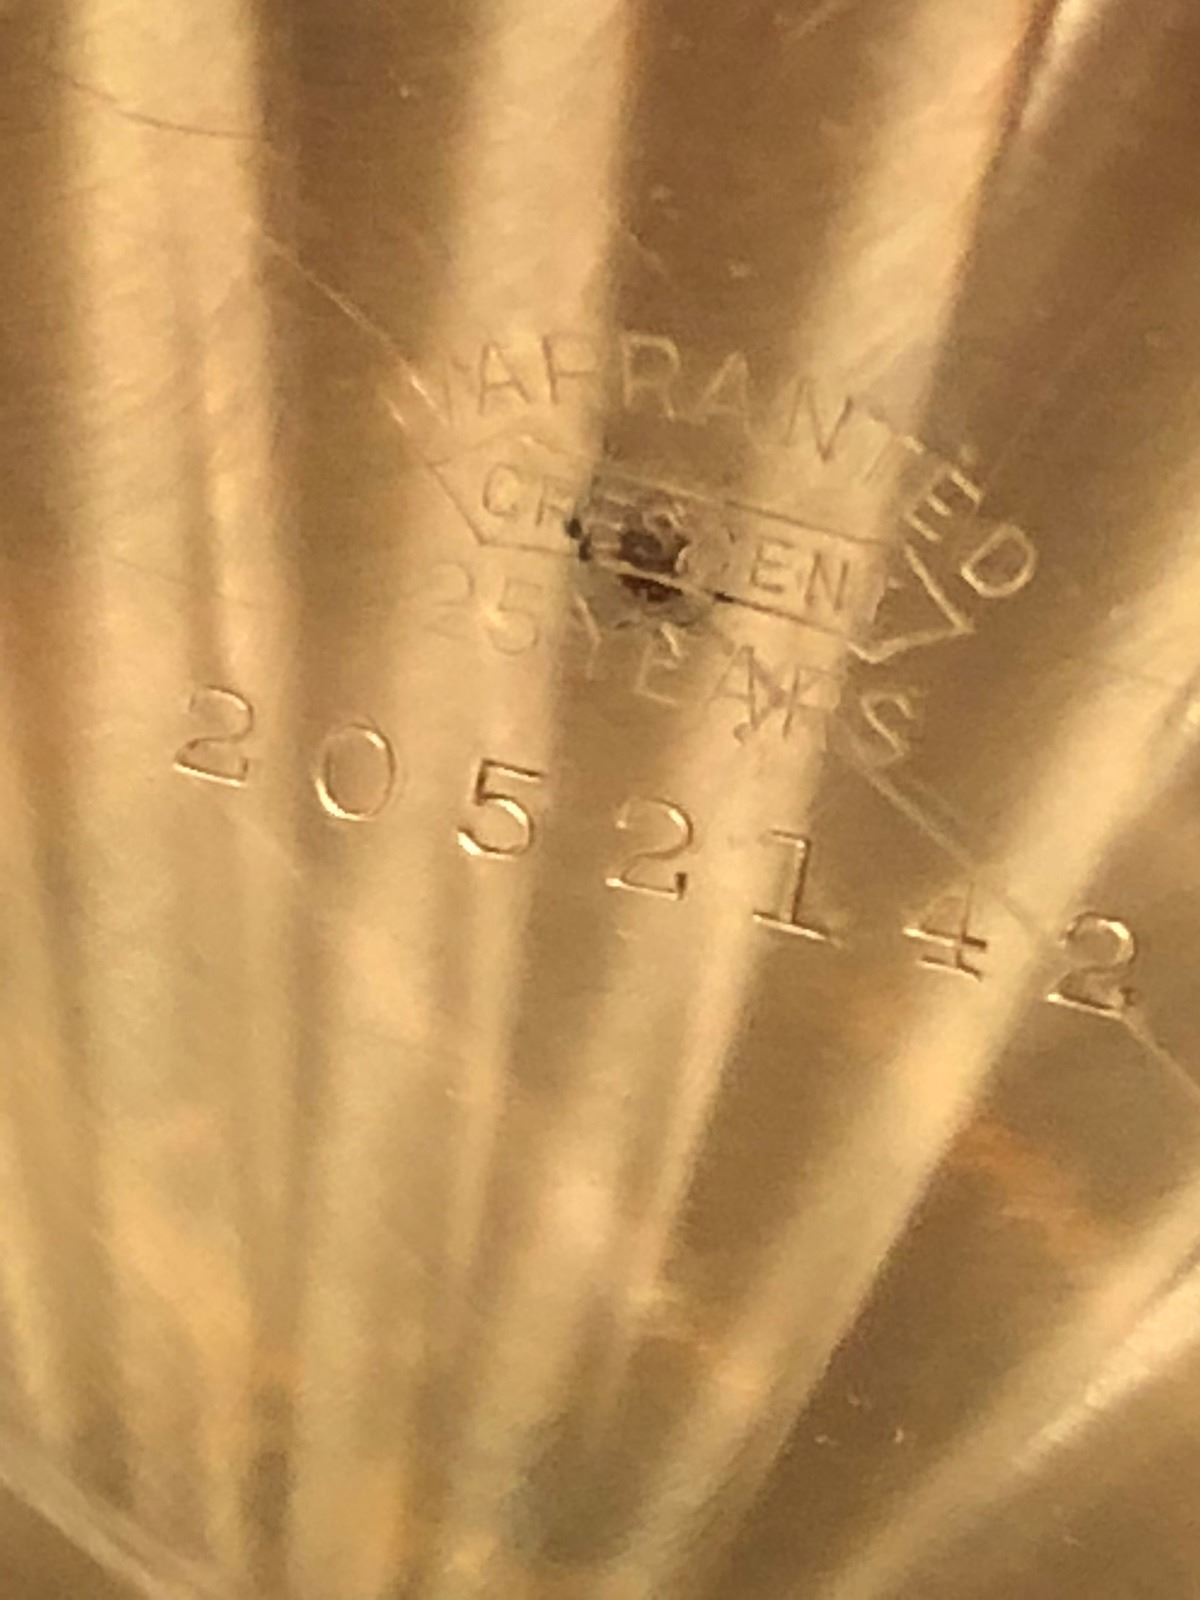 WARRANTED
CRESCENT
25 YEARS
2052142